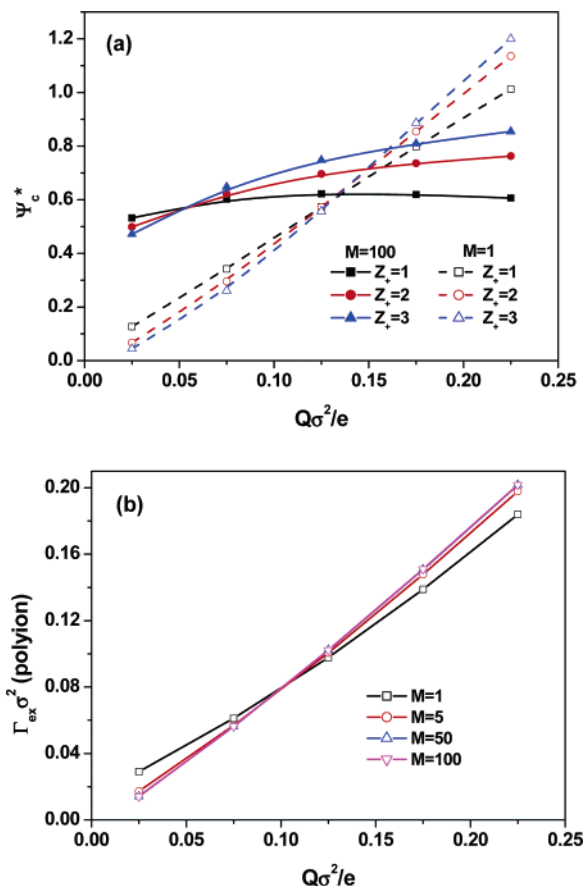 (a)
Ψc*
1.2
1.0
0.8
0.6
0.4
0.2
0.0
M=100 M=1
Z+=1 Z+=1
Z+=2 Z+=2
Z+=3 Z+=3
0.00 0.05 0.10 0.15 0.20 0.25
Qσ²/e
(b)
Γex σ² (polyion)
0.20
0.16
0.12
0.08
0.04
0.00
M=1
M=5
M=50
M=100
0.00 0.05 0.10 0.15 0.20 0.25
Qσ²/e